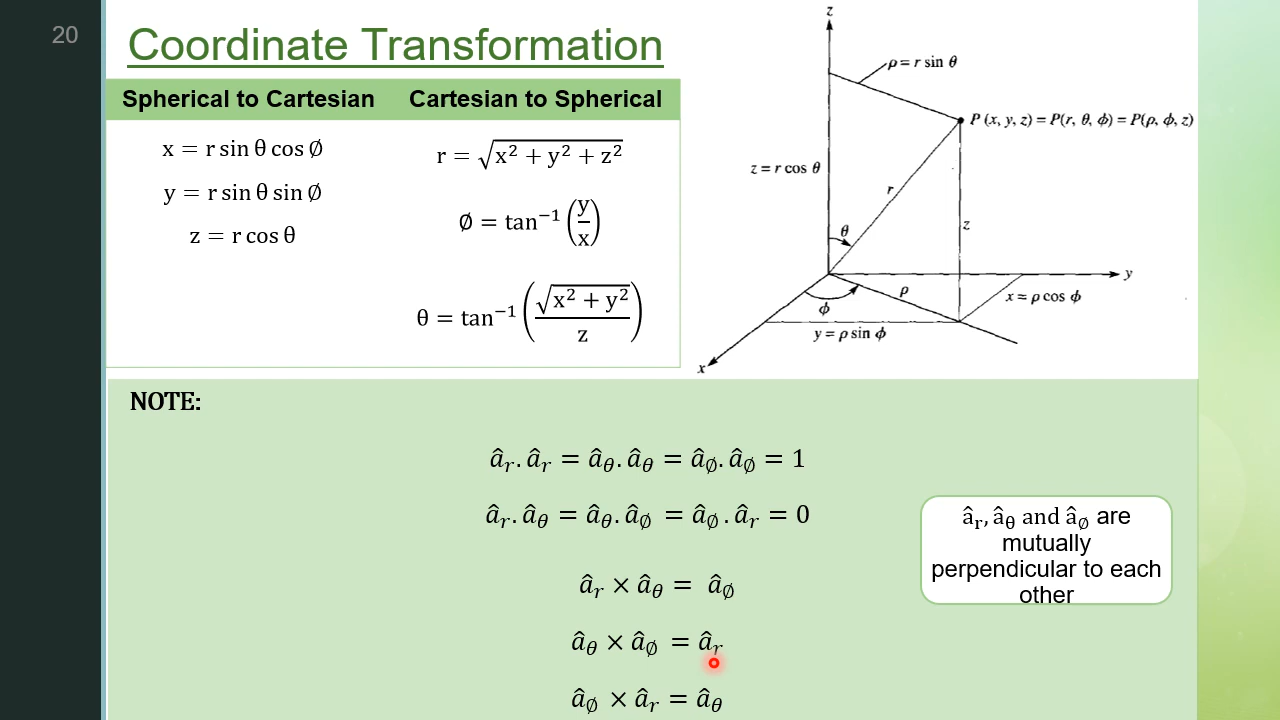 20
Coordinate Transformation
Spherical to Cartesian
Cartesian to Spherical
x = r sin θ cos ∅
y = r sin θ sin ∅
z = r cos θ
r = √(x² + y² + z²)
∅ = tan⁻¹ (y/x)
θ = tan⁻¹ (√(x² + y²)/z)
z
ρ = r sin θ
P (x, y, z) = P(r, θ, ϕ) = P(ρ, ϕ, z)
z = r cos θ
r
θ
z
y
ρ
x = ρ cos ϕ
ϕ
y = ρ sin ϕ
x
NOTE:
â_r . â_r = â_θ . â_θ = â_∅ . â_∅ = 1
â_r . â_θ = â_θ . â_∅ = â_∅ . â_r = 0
â_r × â_θ = â_∅
â_θ × â_∅ = â_r
â_∅ × â_r = â_θ
â_r, â_θ and â_∅ are
mutually
perpendicular to each
other